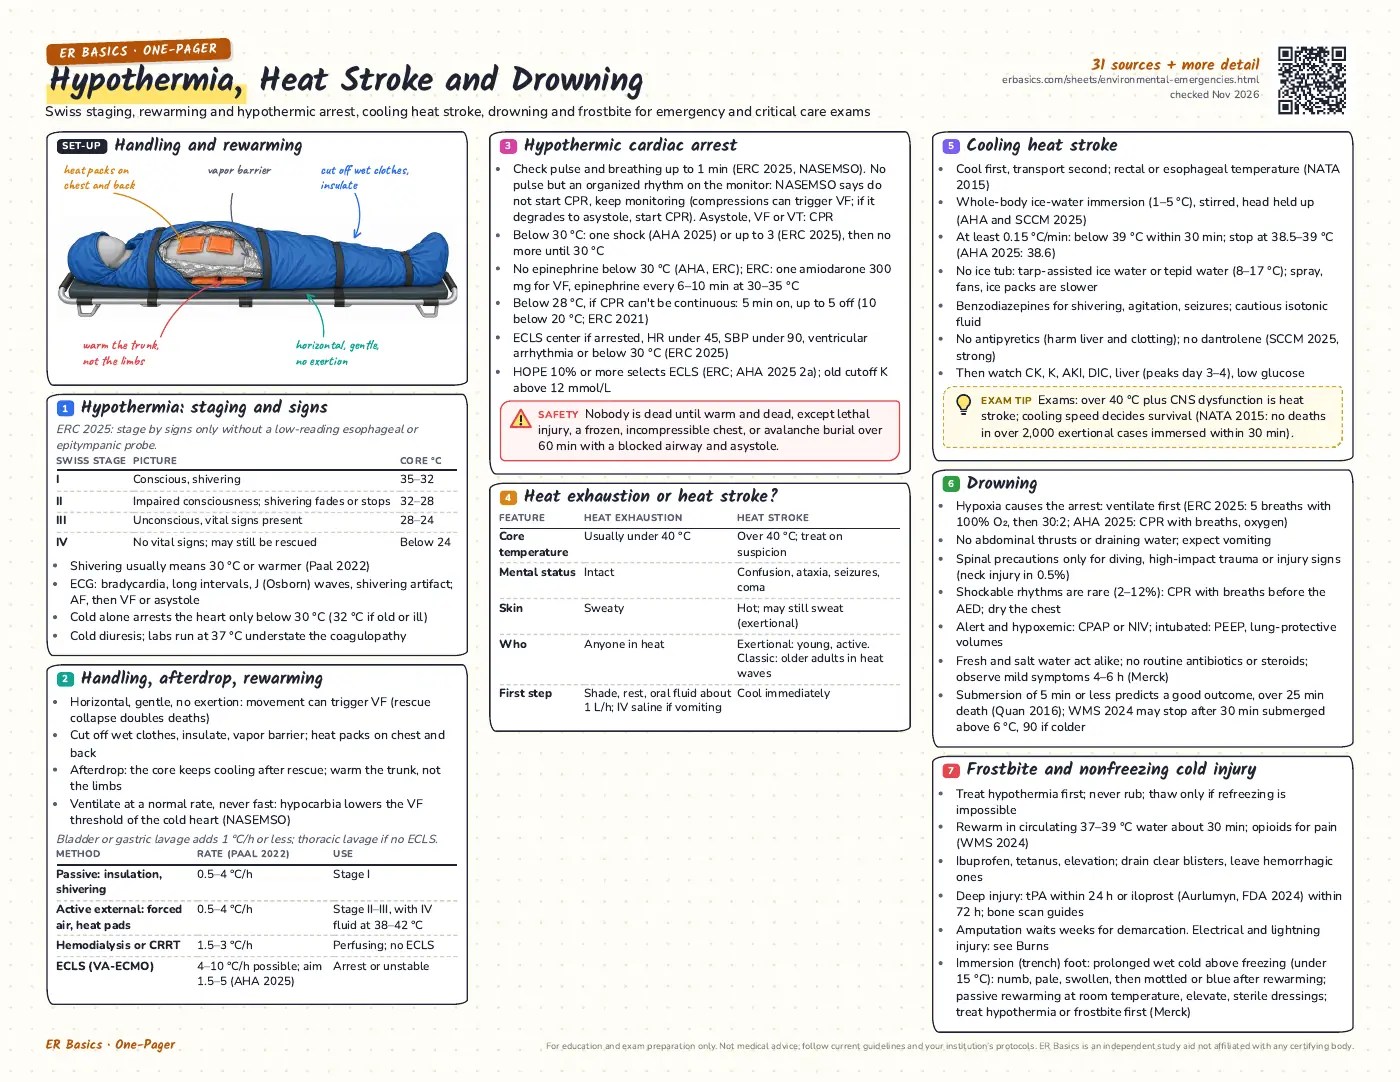 ER BASICS · ONE-PAGER
Hypothermia, Heat Stroke and Drowning
Swiss staging, rewarming and hypothermic arrest, cooling heat stroke, drowning and frostbite for emergency and critical care exams
31 sources + more detail
erbasics.com/sheets/environmental-emergencies.html
checked Nov 2026
SET-UP Handling and rewarming
heat packs on
chest and back
vapor barrier
cut off wet clothes,
insulate
warm the trunk,
not the limbs
horizontal, gentle,
no exertion
1 Hypothermia: staging and signs
ERC 2025: stage by signs only without a low-reading esophageal or
epitympanic probe.
SWISS STAGE PICTURE CORE °C
I Conscious, shivering 35–32
II Impaired consciousness; shivering fades or stops 32–28
III Unconscious, vital signs present 28–24
IV No vital signs; may still be rescued Below 24
• Shivering usually means 30 °C or warmer (Paal 2022)
• ECG: bradycardia, long intervals, J (Osborn) waves, shivering artifact;
AF, then VF or asystole
• Cold alone arrests the heart only below 30 °C (32 °C if old or ill)
• Cold diuresis; labs run at 37 °C understate the coagulopathy
2 Handling, afterdrop, rewarming
• Horizontal, gentle, no exertion: movement can trigger VF (rescue
collapse doubles deaths)
• Cut off wet clothes, insulate, vapor barrier; heat packs on chest and
back
• Afterdrop: the core keeps cooling after rescue; warm the trunk, not
the limbs
• Ventilate at a normal rate, never fast: hypocarbia lowers the VF
threshold of the cold heart (NASEMSO)
Bladder or gastric lavage adds 1 °C/h or less; thoracic lavage if no ECLS.
METHOD RATE (PAAL 2022) USE
Passive: insulation, 0.5–4 °C/h Stage I
shivering
Active external: forced 0.5–4 °C/h Stage II–III, with IV
air, heat pads fluid at 38–42 °C
Hemodialysis or CRRT 1.5–3 °C/h Perfusing; no ECLS
ECLS (VA-ECMO) 4–10 °C/h possible; aim Arrest or unstable
1.5–5 (AHA 2025)
3 Hypothermic cardiac arrest
• Check pulse and breathing up to 1 min (ERC 2025, NASEMSO). No
pulse but an organized rhythm on the monitor: NASEMSO says do
not start CPR, keep monitoring (compressions can trigger VF; if it
degrades to asystole, start CPR). Asystole, VF or VT: CPR
• Below 30 °C: one shock (AHA 2025) or up to 3 (ERC 2025), then no
more until 30 °C
• No epinephrine below 30 °C (AHA, ERC); ERC: one amiodarone 300
mg for VF, epinephrine every 6–10 min at 30–35 °C
• Below 28 °C, if CPR can't be continuous: 5 min on, up to 5 off (10
below 20 °C; ERC 2021)
• ECLS center if arrested, HR under 45, SBP under 90, ventricular
arrhythmia or below 30 °C (ERC 2025)
• HOPE 10% or more selects ECLS (ERC; AHA 2025 2a); old cutoff K
above 12 mmol/L
SAFETY Nobody is dead until warm and dead, except lethal
injury, a frozen, incompressible chest, or avalanche burial over
60 min with a blocked airway and asystole.
4 Heat exhaustion or heat stroke?
FEATURE HEAT EXHAUSTION HEAT STROKE
Core Usually under 40 °C Over 40 °C; treat on
temperature suspicion
Mental status Intact Confusion, ataxia, seizures,
coma
Skin Sweaty Hot; may still sweat
(exertional)
Who Anyone in heat Exertional: young, active.
Classic: older adults in heat
waves
First step Shade, rest, oral fluid about Cool immediately
1 L/h; IV saline if vomiting
5 Cooling heat stroke
• Cool first, transport second; rectal or esophageal temperature (NATA
2015)
• Whole-body ice-water immersion (1–5 °C), stirred, head held up
(AHA and SCCM 2025)
• At least 0.15 °C/min: below 39 °C within 30 min; stop at 38.5–39 °C
(AHA 2025: 38.6)
• No ice tub: tarp-assisted ice water or tepid water (8–17 °C); spray,
fans, ice packs are slower
• Benzodiazepines for shivering, agitation, seizures; cautious isotonic
fluid
• No antipyretics (harm liver and clotting); no dantrolene (SCCM 2025,
strong)
• Then watch CK, K, AKI, DIC, liver (peaks day 3–4), low glucose
EXAM TIP Exams: over 40 °C plus CNS dysfunction is heat
stroke; cooling speed decides survival (NATA 2015: no deaths
in over 2,000 exertional cases immersed within 30 min).
6 Drowning
• Hypoxia causes the arrest: ventilate first (ERC 2025: 5 breaths with
100% O₂, then 30:2; AHA 2025: CPR with breaths, oxygen)
• No abdominal thrusts or draining water; expect vomiting
• Spinal precautions only for diving, high-impact trauma or injury signs
(neck injury in 0.5%)
• Shockable rhythms are rare (2–12%): CPR with breaths before the
AED; dry the chest
• Alert and hypoxemic: CPAP or NIV; intubated: PEEP, lung-protective
volumes
• Fresh and salt water act alike; no routine antibiotics or steroids;
observe mild symptoms 4–6 h (Merck)
• Submersion of 5 min or less predicts a good outcome, over 25 min
death (Quan 2016); WMS 2024 may stop after 30 min submerged
above 6 °C, 90 if colder
7 Frostbite and nonfreezing cold injury
• Treat hypothermia first; never rub; thaw only if refreezing is
impossible
• Rewarm in circulating 37–39 °C water about 30 min; opioids for pain
(WMS 2024)
• Ibuprofen, tetanus, elevation; drain clear blisters, leave hemorrhagic
ones
• Deep injury: tPA within 24 h or iloprost (Aurlumyn, FDA 2024) within
72 h; bone scan guides
• Amputation waits weeks for demarcation. Electrical and lightning
injury: see Burns
• Immersion (trench) foot: prolonged wet cold above freezing (under
15 °C): numb, pale, swollen, then mottled or blue after rewarming;
passive rewarming at room temperature, elevate, sterile dressings;
treat hypothermia or frostbite first (Merck)
ER Basics · One-Pager
For education and exam preparation only. Not medical advice; follow current guidelines and your institution's protocols. ER Basics is an independent study aid not affiliated with any certifying body.